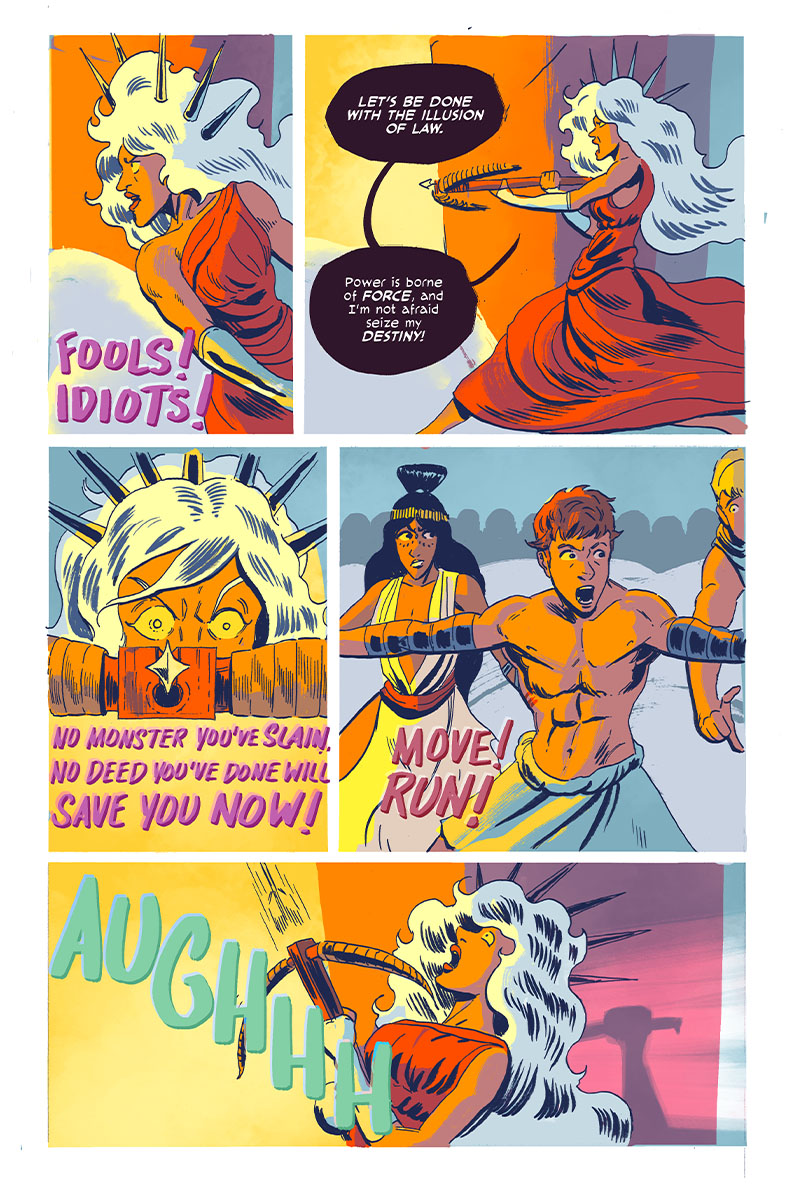 FOOLS!
IDIOTS!
LET'S BE DONE
WITH THE ILLUSION
OF LAW.
Power is borne
of FORCE, and
I'm not afraid
seize my
DESTINY!
NO MONSTER YOU'VE SLAIN,
NO DEED YOU'VE DONE WILL
SAVE YOU NOW!
MOVE!
RUN!
AUGHHHH